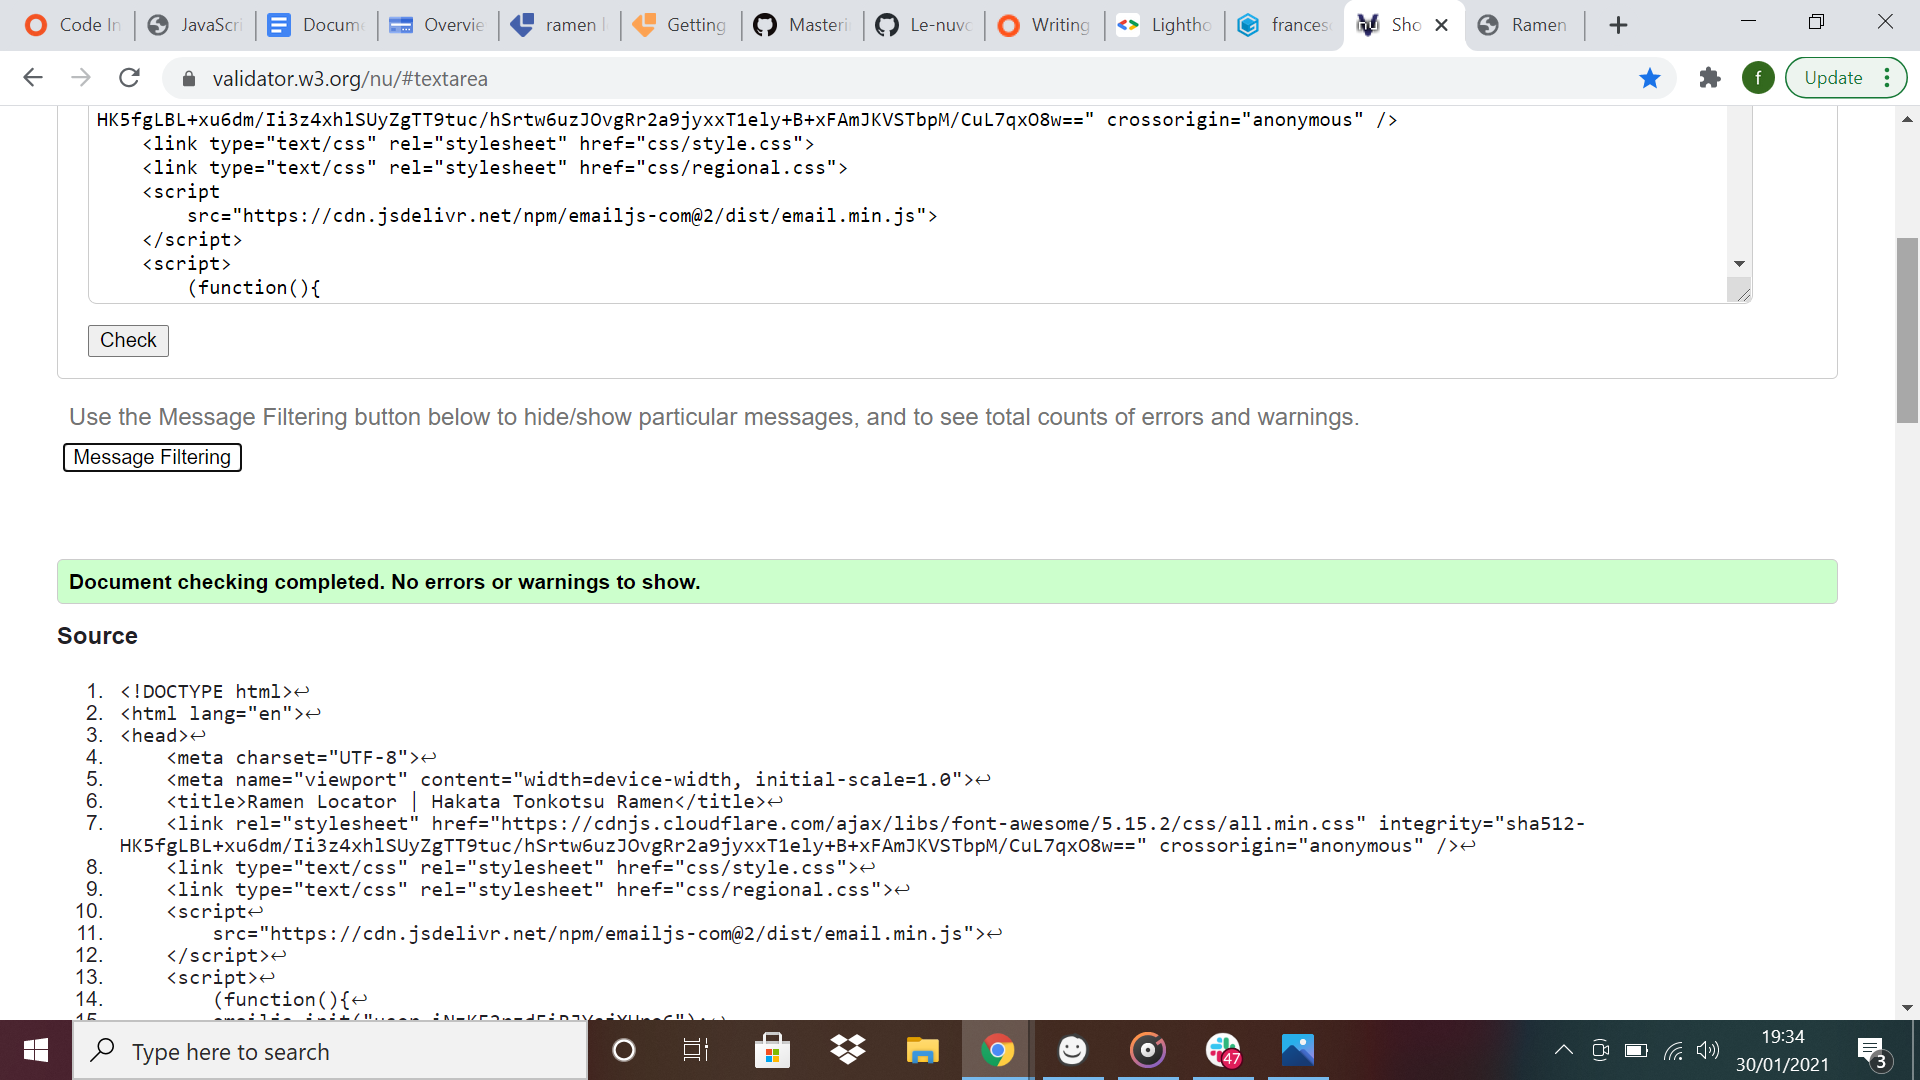 Code In
JavaScri
Docume
Overvie
ramen l
Getting
Masteri
Le-nuvo
Writing
Lightho
frances
Sho
Ramen
validator.w3.org/nu/#textarea
f
Update
HK5fgLBL+xu6dm/Ii3z4xhlSUyZgTT9tuc/hSrtw6uzJOvgRr2a9jyxxT1ely+B+xFAmJKVSTbpM/CuL7qxO8w==" crossorigin="anonymous" />
<link type="text/css" rel="stylesheet" href="css/style.css">
<link type="text/css" rel="stylesheet" href="css/regional.css">
<script
src="https://cdn.jsdelivr.net/npm/emailjs-com@2/dist/email.min.js">
</script>
<script>
(function(){
Check
Use the Message Filtering button below to hide/show particular messages, and to see total counts of errors and warnings.
Message Filtering
Document checking completed. No errors or warnings to show.
Source
1. <!DOCTYPE html>↩
2. <html lang="en">↩
3. <head>↩
4. <meta charset="UTF-8">↩
5. <meta name="viewport" content="width=device-width, initial-scale=1.0">↩
6. <title>Ramen Locator | Hakata Tonkotsu Ramen</title>↩
7. <link rel="stylesheet" href="https://cdnjs.cloudflare.com/ajax/libs/font-awesome/5.15.2/css/all.min.css" integrity="sha512-
HK5fgLBL+xu6dm/Ii3z4xhlSUyZgTT9tuc/hSrtw6uzJOvgRr2a9jyxxT1ely+B+xFAmJKVSTbpM/CuL7qxO8w==" crossorigin="anonymous" />↩
8. <link type="text/css" rel="stylesheet" href="css/style.css">↩
9. <link type="text/css" rel="stylesheet" href="css/regional.css">↩
10. <script↩
11. src="https://cdn.jsdelivr.net/npm/emailjs-com@2/dist/email.min.js">↩
12. </script>↩
13. <script>↩
14. (function(){↩
15.
Type here to search
47
19:34
30/01/2021
3